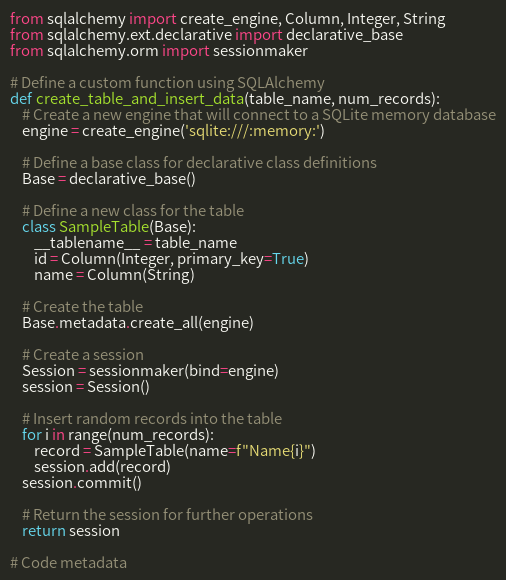 from sqlalchemy import create_engine, Column, Integer, String
from sqlalchemy.ext.declarative import declarative_base
from sqlalchemy.orm import sessionmaker

# Define a custom function using SQLAlchemy
def create_table_and_insert_data(table_name, num_records):
    # Create a new engine that will connect to a SQLite memory database
    engine = create_engine('sqlite:///:memory:')

    # Define a base class for declarative class definitions
    Base = declarative_base()

    # Define a new class for the table
    class SampleTable(Base):
        __tablename__ = table_name
        id = Column(Integer, primary_key=True)
        name = Column(String)

    # Create the table
    Base.metadata.create_all(engine)

    # Create a session
    Session = sessionmaker(bind=engine)
    session = Session()

    # Insert random records into the table
    for i in range(num_records):
        record = SampleTable(name=f"Name{i}")
        session.add(record)
    session.commit()

    # Return the session for further operations
    return session

# Code metadata